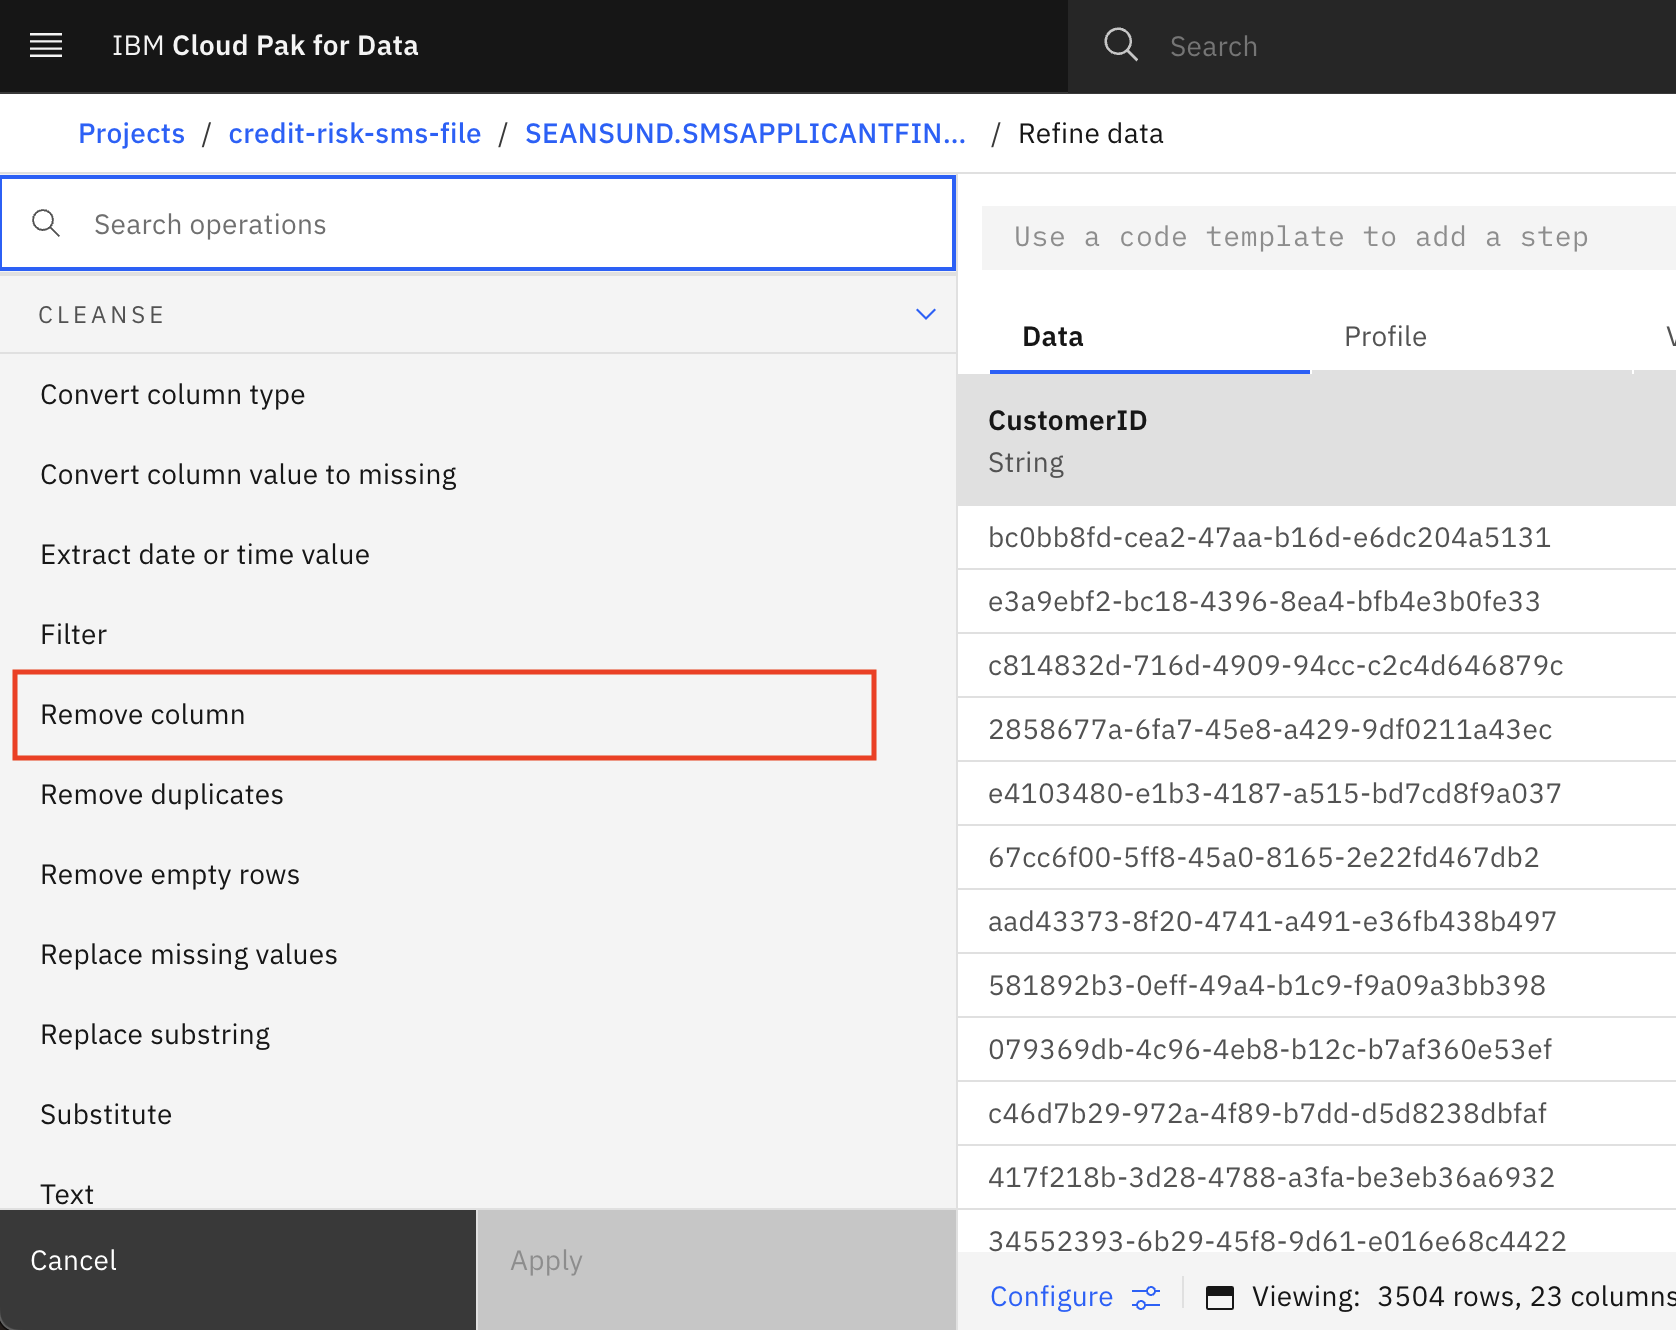 IBM Cloud Pak for Data
Search
Projects / credit-risk-sms-file / SEANSUND.SMSAPPLICANTFIN... / Refine data
Search operations
Use a code template to add a step
CLEANSE
Data
Profile
Convert column type
Convert column value to missing
Extract date or time value
Filter
Remove column
Remove duplicates
Remove empty rows
Replace missing values
Replace substring
Substitute
Text
Cancel
Apply
CustomerID
String
bc0bb8fd-cea2-47aa-b16d-e6dc204a5131
e3a9ebf2-bc18-4396-8ea4-bfb4e3b0fe33
c814832d-716d-4909-94cc-c2c4d646879c
2858677a-6fa7-45e8-a429-9df0211a43ec
e4103480-e1b3-4187-a515-bd7cd8f9a037
67cc6f00-5ff8-45a0-8165-2e22fd467db2
aad43373-8f20-4741-a491-e36fb438b497
581892b3-0eff-49a4-b1c9-f9a09a3bb398
079369db-4c96-4eb8-b12c-b7af360e53ef
c46d7b29-972a-4f89-b7dd-d5d8238dbfaf
417f218b-3d28-4788-a3fa-be3eb36a6932
34552393-6b29-45f8-9d61-e016e68c4422
Configure
Viewing: 3504 rows, 23 columns